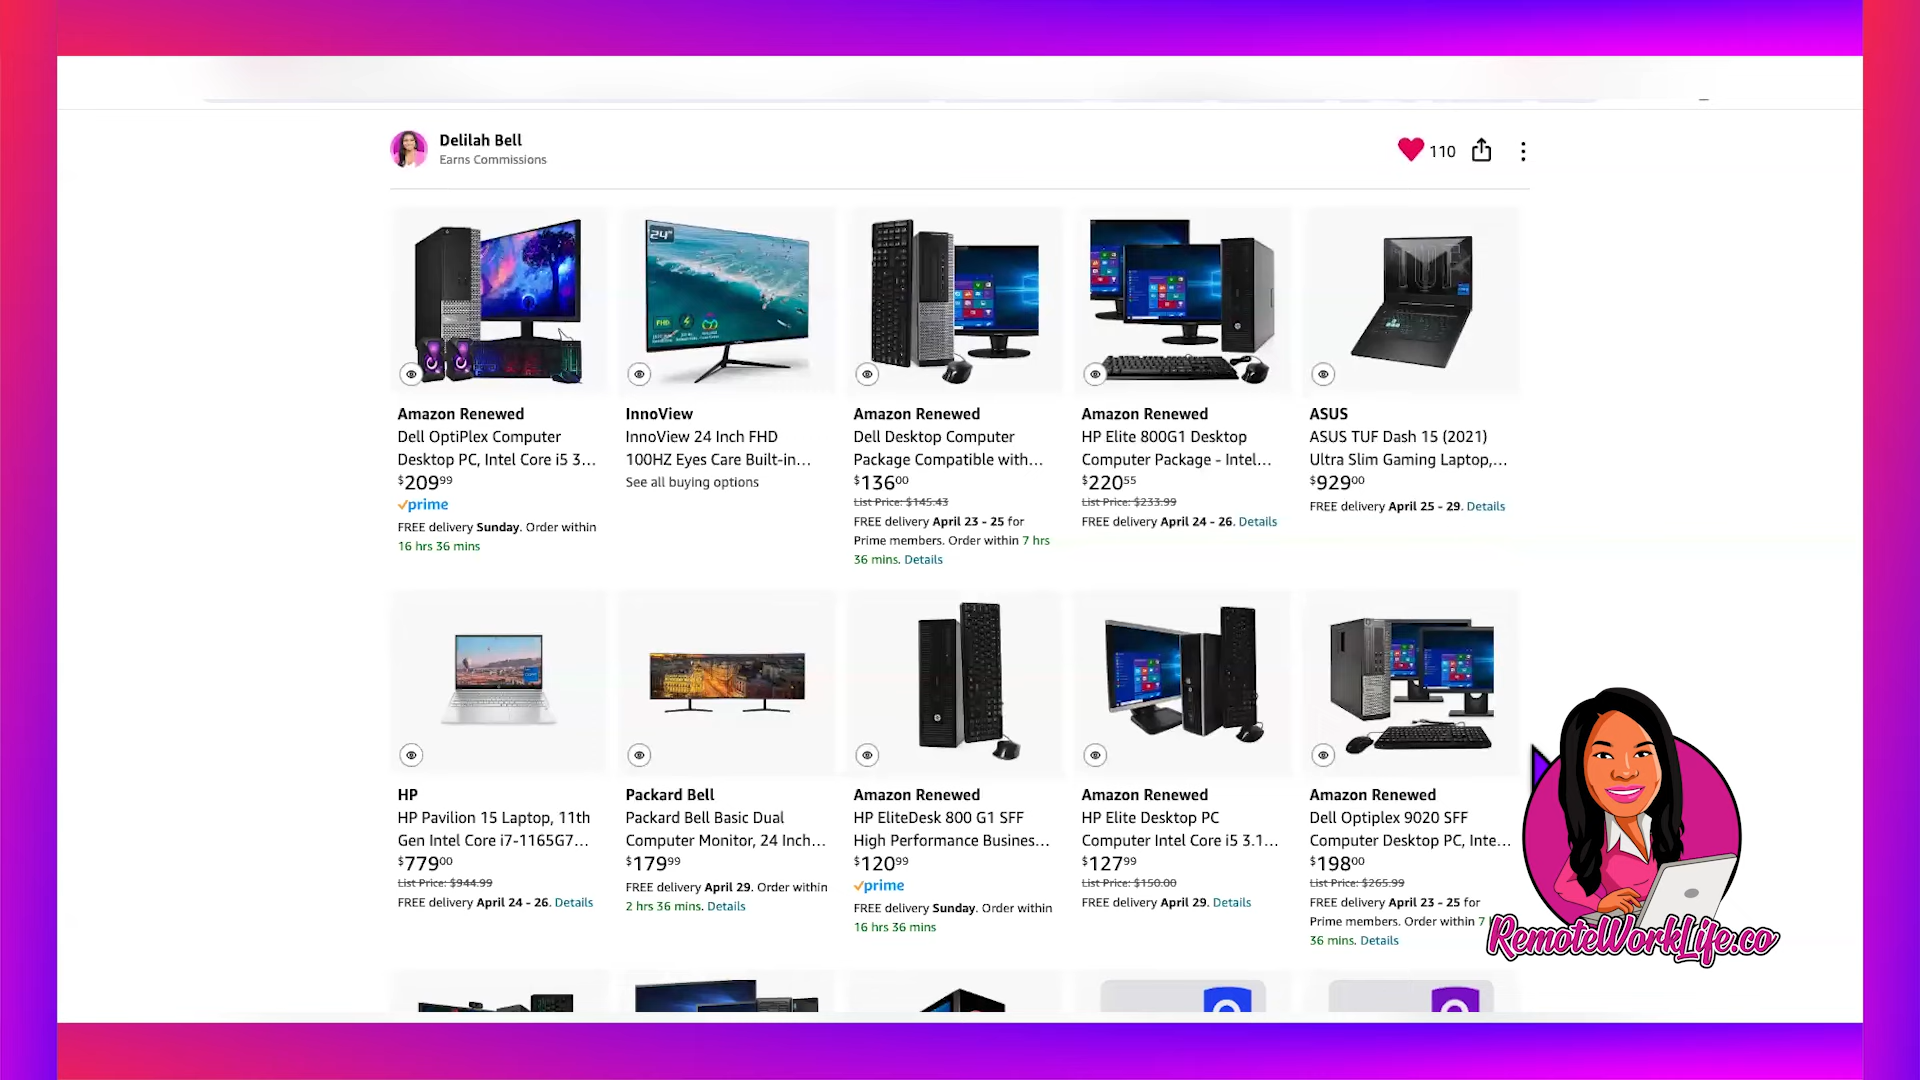 Delilah Bell
Earns Commissions
110
24"
FHD
Amazon Renewed
Dell OptiPlex Computer
Desktop PC, Intel Core i5 3...
$209⁹⁹
prime
FREE delivery Sunday. Order within
16 hrs 36 mins
InnoView
InnoView 24 Inch FHD
100HZ Eyes Care Built-in...
See all buying options
Amazon Renewed
Dell Desktop Computer
Package Compatible with...
$136⁰⁰
List Price: $145.43
FREE delivery April 23 - 25 for
Prime members. Order within 7 hrs
36 mins. Details
Amazon Renewed
HP Elite 800G1 Desktop
Computer Package - Intel...
$220⁵⁵
List Price: $233.99
FREE delivery April 24 - 26. Details
ASUS
ASUS TUF Dash 15 (2021)
Ultra Slim Gaming Laptop,...
$929⁰⁰
FREE delivery April 25 - 29. Details
HP
HP Pavilion 15 Laptop, 11th
Gen Intel Core i7-1165G7...
$779⁰⁰
List Price: $944.99
FREE delivery April 24 - 26. Details
Packard Bell
Packard Bell Basic Dual
Computer Monitor, 24 Inch...
$179⁹⁹
FREE delivery April 29. Order within
2 hrs 36 mins. Details
Amazon Renewed
HP EliteDesk 800 G1 SFF
High Performance Busines...
$120⁹⁹
prime
FREE delivery Sunday. Order within
16 hrs 36 mins
Amazon Renewed
HP Elite Desktop PC
Computer Intel Core i5 3.1...
$127⁹⁹
List Price: $150.00
FREE delivery April 29. Details
Amazon Renewed
Dell Optiplex 9020 SFF
Computer Desktop PC, Inte...
$198⁰⁰
List Price: $265.99
FREE delivery April 23 - 25 for
Prime members. Order within 7
36 mins. Details
RemoteWorkLife.co